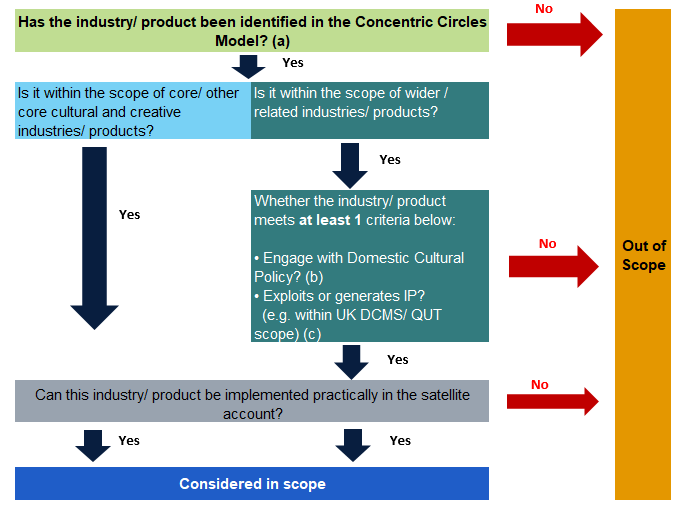 Has the industry/ product been identified in the Concentric Circles
Model? (a)
No
Yes
Is it within the scope of core/ other
core cultural and creative
industries/ products?
Is it within the scope of wider /
related industries/ products?
Yes
Yes
Whether the industry/ product
meets at least 1 criteria below:
• Engage with Domestic Cultural
Policy? (b)
• Exploits or generates IP?
(e.g. within UK DCMS/ QUT
scope) (c)
No
Out of
Scope
Yes
Can this industry/ product be implemented practically in the satellite
account?
No
Yes
Yes
Considered in scope